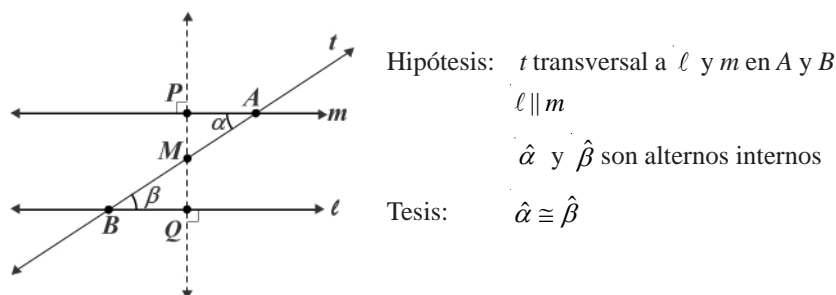 t
Hipótesis: t transversal a ℓ y m en A y B
P A
m
ℓ || m
α
M
α̂ y β̂ son alternos internos
β
ℓ
B Q
Tesis: α̂ ≅ β̂